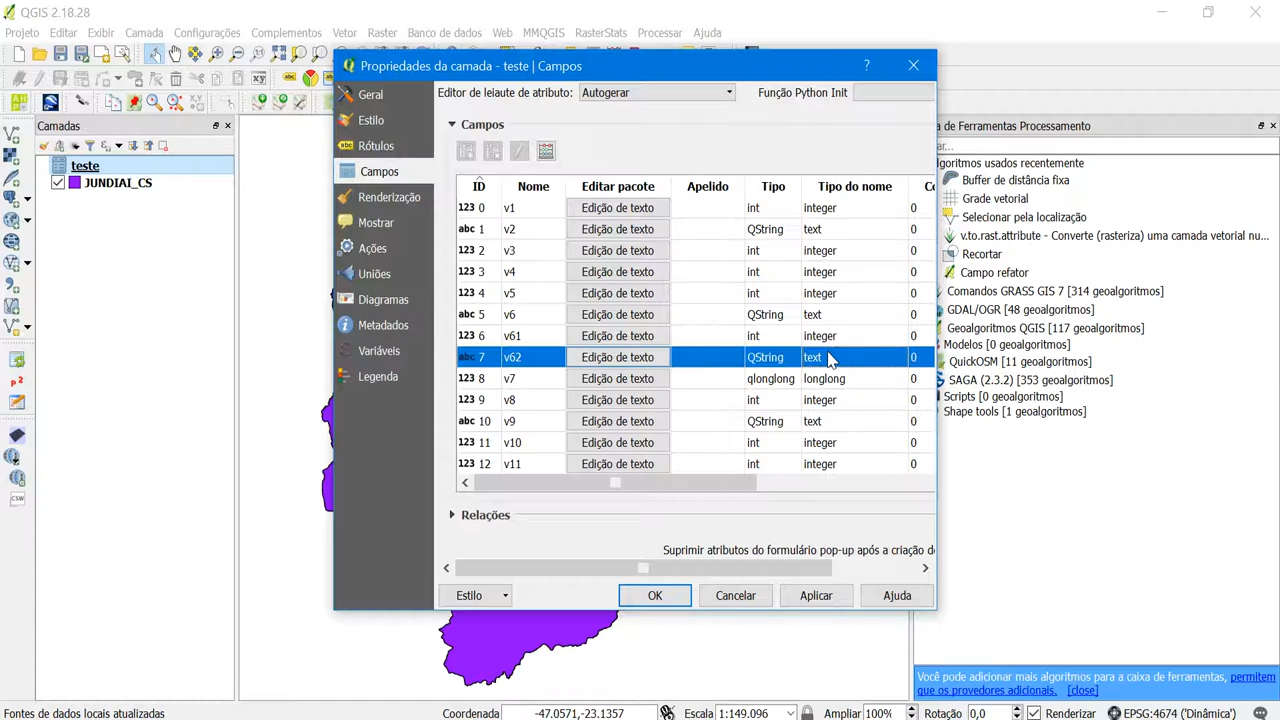 QGIS 2.18.28
Projeto Editar Exibir Camada Configurações Complementos Vetor Raster Banco de dados Web MMQGIS RasterStats Processar Ajuda
Propriedades da camada - teste | Campos
Camadas
teste
JUNDIAI_CS
Geral
Estilo
Rótulos
Campos
Renderização
Mostrar
Ações
Uniões
Diagramas
Metadados
Variáveis
Legenda
Editor de leiaute de atributo: Autogerar Função Python Init
Campos
ID Nome Editar pacote Apelido Tipo Tipo do nome
123 0 v1 Edição de texto int integer 0
abc 1 v2 Edição de texto QString text 0
123 2 v3 Edição de texto int integer 0
123 3 v4 Edição de texto int integer 0
123 4 v5 Edição de texto int integer 0
abc 5 v6 Edição de texto QString text 0
123 6 v61 Edição de texto int integer 0
abc 7 v62 Edição de texto QString text 0
123 8 v7 Edição de texto qlonglong longlong 0
123 9 v8 Edição de texto int integer 0
abc 10 v9 Edição de texto QString text 0
123 11 v10 Edição de texto int integer 0
123 12 v11 Edição de texto int integer 0
Relações
Suprimir atributos do formulário pop-up após a criação d
Estilo OK Cancelar Aplicar Ajuda
a de Ferramentas Processamento
ar...
algoritmos usados recentemente
Buffer de distância fixa
Grade vetorial
Selecionar pela localização
v.to.rast.attribute - Converte (rasteriza) uma camada vetorial nu...
Recortar
Campo refator
Comandos GRASS GIS 7 [314 geoalgoritmos]
GDAL/OGR [48 geoalgoritmos]
Geoalgoritmos QGIS [117 geoalgoritmos]
Modelos [0 geoalgoritmos]
QuickOSM [11 geoalgoritmos]
SAGA (2.3.2) [353 geoalgoritmos]
Scripts [0 geoalgoritmos]
Shape tools [1 geoalgoritmos]
Você pode adicionar mais algoritmos para a caixa de ferramentas, permitem
que os provedores adicionais. [close]
Fontes de dados locais atualizadas Coordenada -47.0571,-23.1357 Escala 1:149.096 Ampliar 100% Rotação 0,0 Renderizar EPSG:4674 ('Dinâmica')